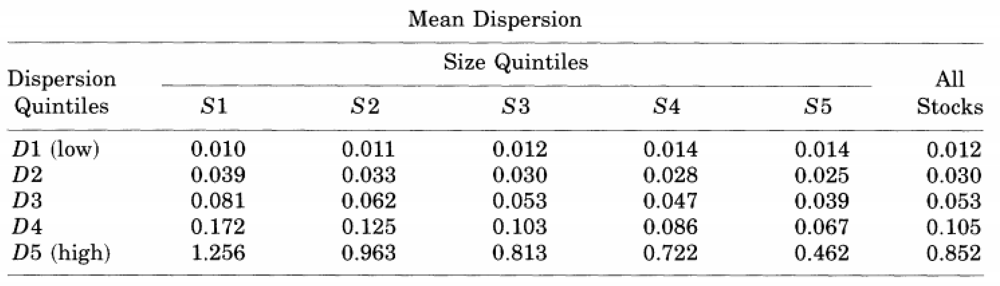 Mean Dispersion
Size Quintiles
Dispersion Quintiles S1 S2 S3 S4 S5 All Stocks
D1 (low) 0.010 0.011 0.012 0.014 0.014 0.012
D2 0.039 0.033 0.030 0.028 0.025 0.030
D3 0.081 0.062 0.053 0.047 0.039 0.053
D4 0.172 0.125 0.103 0.086 0.067 0.105
D5 (high) 1.256 0.963 0.813 0.722 0.462 0.852